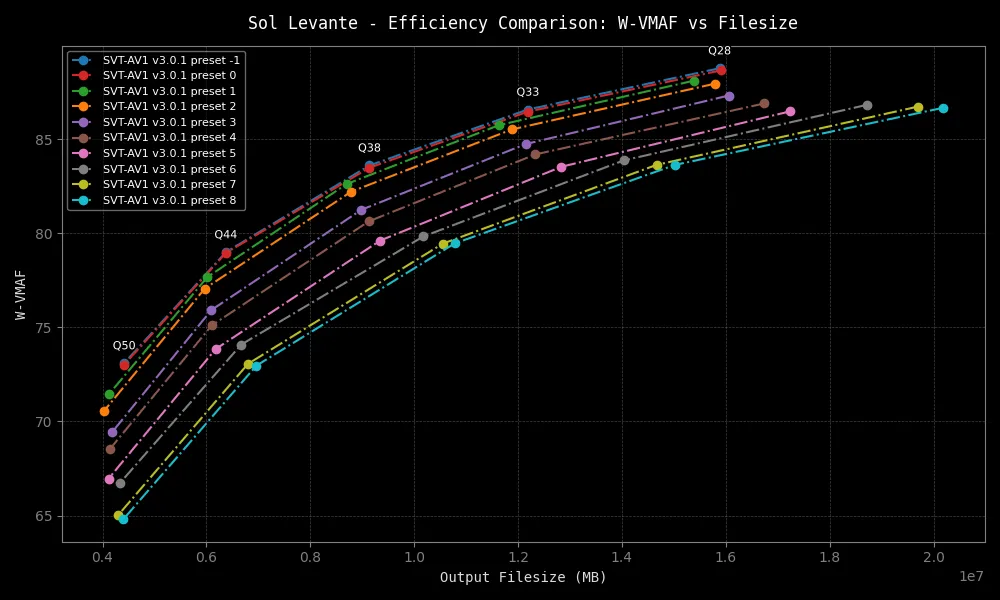 Sol Levante - Efficiency Comparison: W-VMAF vs Filesize
SVT-AV1 v3.0.1 preset -1
SVT-AV1 v3.0.1 preset 0
SVT-AV1 v3.0.1 preset 1
SVT-AV1 v3.0.1 preset 2
SVT-AV1 v3.0.1 preset 3
SVT-AV1 v3.0.1 preset 4
SVT-AV1 v3.0.1 preset 5
SVT-AV1 v3.0.1 preset 6
SVT-AV1 v3.0.1 preset 7
SVT-AV1 v3.0.1 preset 8
Q28
Q33
Q38
Q44
Q50
W-VMAF
85
80
75
70
65
0.4 0.6 0.8 1.0 1.2 1.4 1.6 1.8 2.0
1e7
Output Filesize (MB)